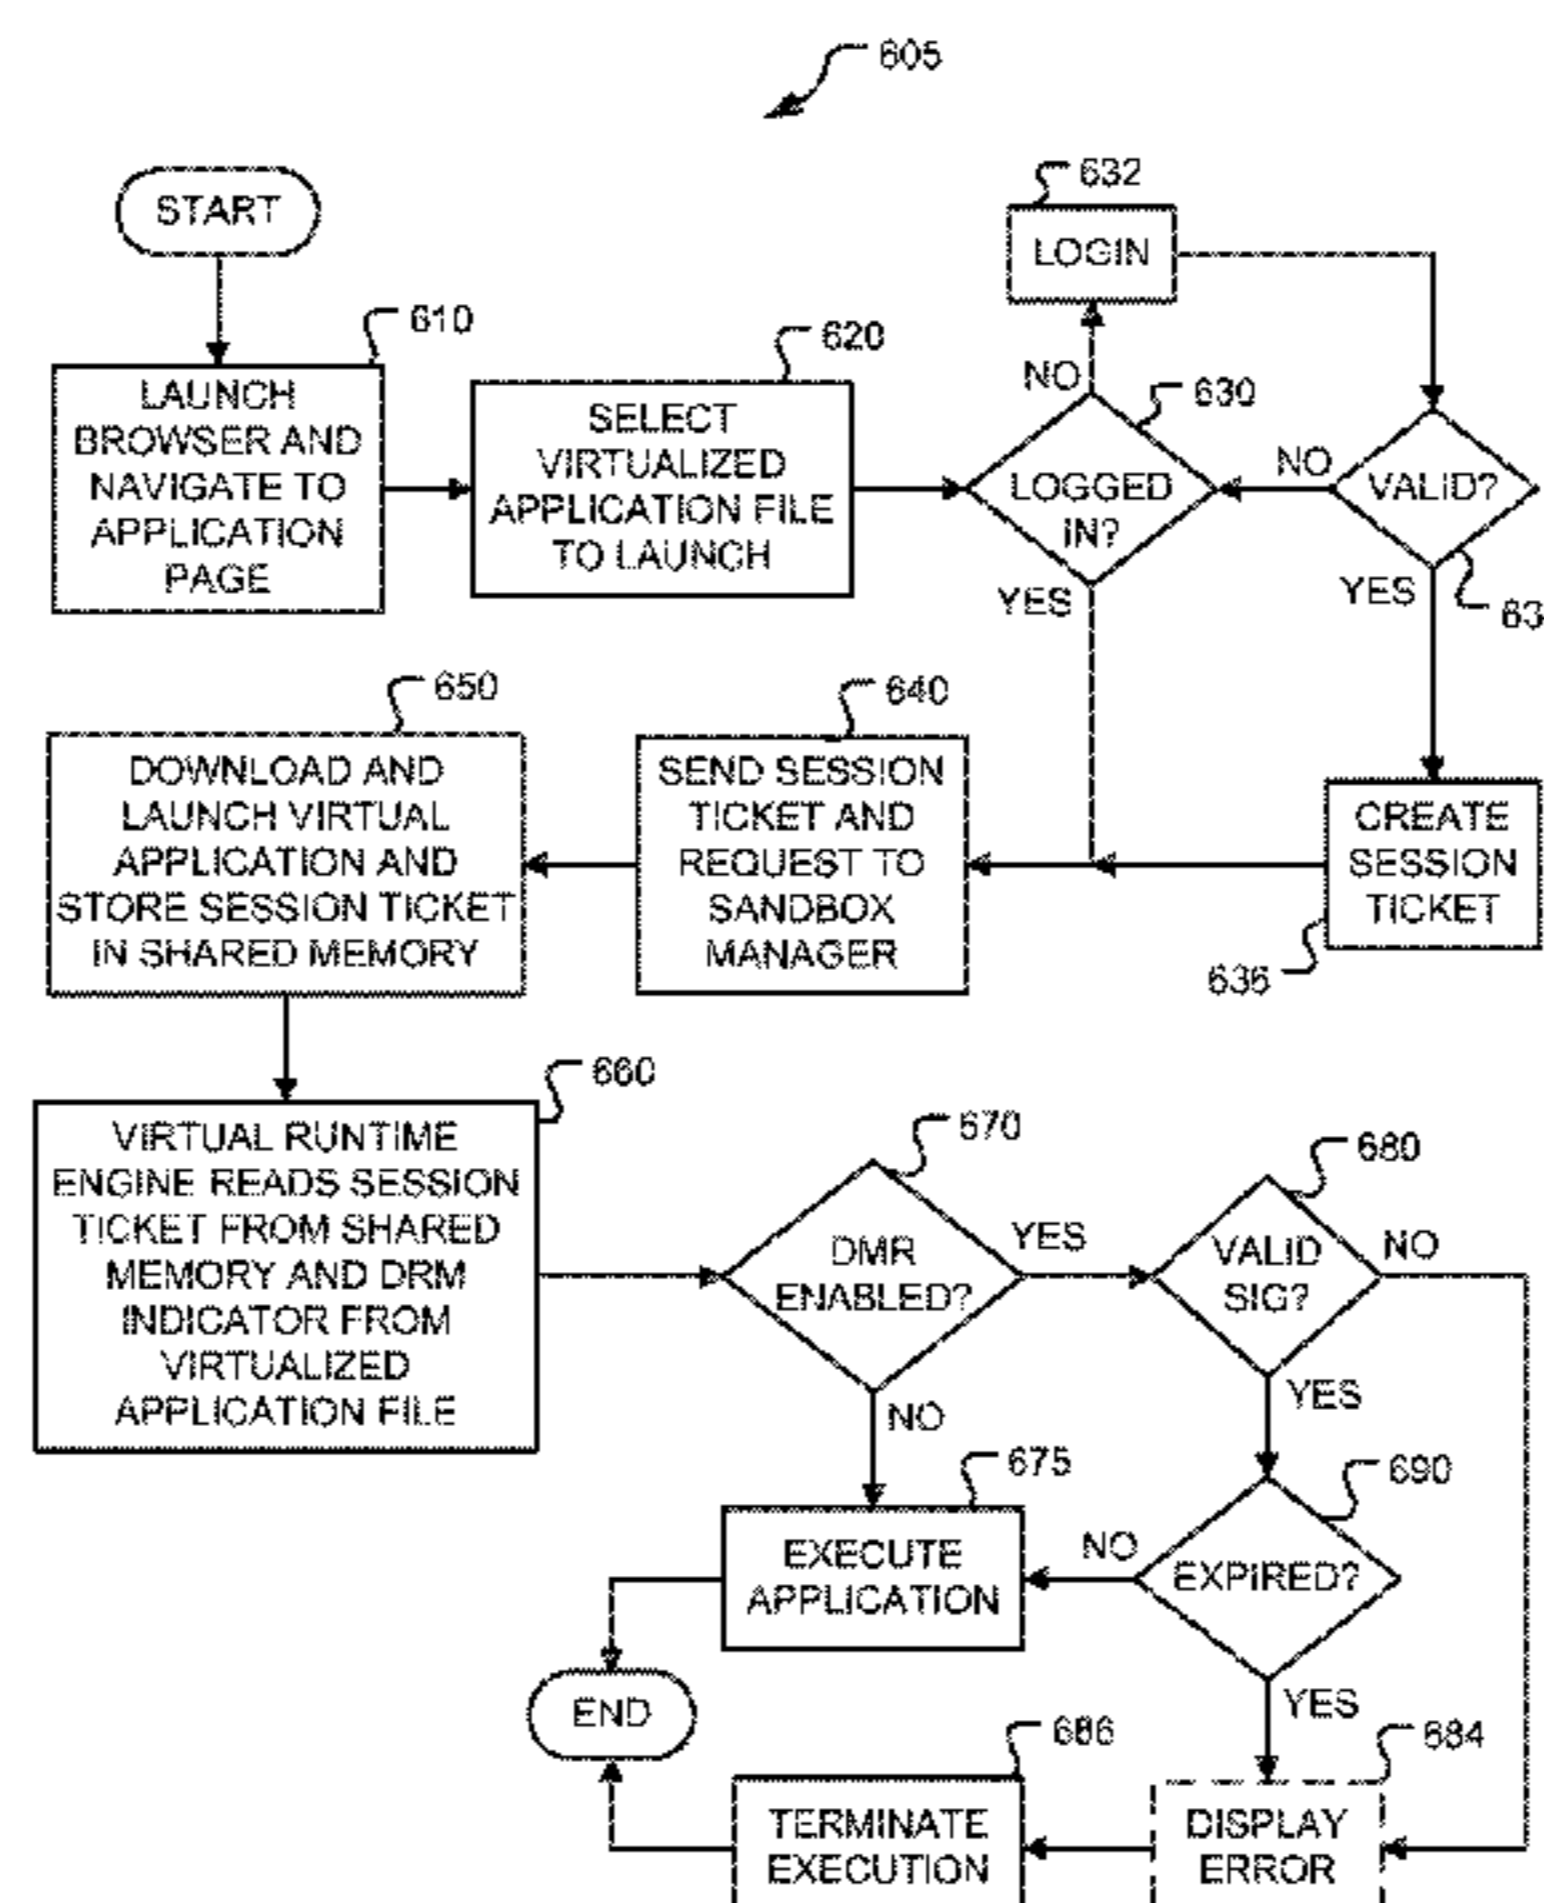 605
START
632
LOGIN
610
LAUNCH
BROWSER AND
NAVIGATE TO
APPLICATION
PAGE
620
SELECT
VIRTUALIZED
APPLICATION FILE
TO LAUNCH
NO
630
LOGGED
IN?
YES
NO
VALID?
YES
63
650
DOWNLOAD AND
LAUNCH VIRTUAL
APPLICATION AND
STORE SESSION TICKET
IN SHARED MEMORY
640
SEND SESSION
TICKET AND
REQUEST TO
SANDBOX
MANAGER
CREATE
SESSION
TICKET
636
660
VIRTUAL RUNTIME
ENGINE READS SESSION
TICKET FROM SHARED
MEMORY AND DRM
INDICATOR FROM
VIRTUALIZED
APPLICATION FILE
670
DMR
ENABLED?
YES
NO
680
VALID
SIG?
NO
YES
675
EXECUTE
APPLICATION
690
NO
EXPIRED?
YES
END
686
TERMINATE
EXECUTION
684
DISPLAY
ERROR